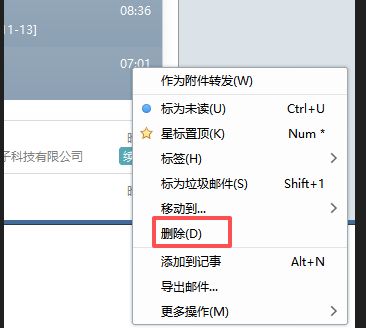 08:36
1-13]
07:01
作为附件转发(W)
标为未读(U) Ctrl+U
星标置顶(K) Num *
标签(H)
子科技有限公司
标为垃圾邮件(S) Shift+1
移动到...
删除(D)
添加到记事 Alt+N
导出邮件...
更多操作(M)